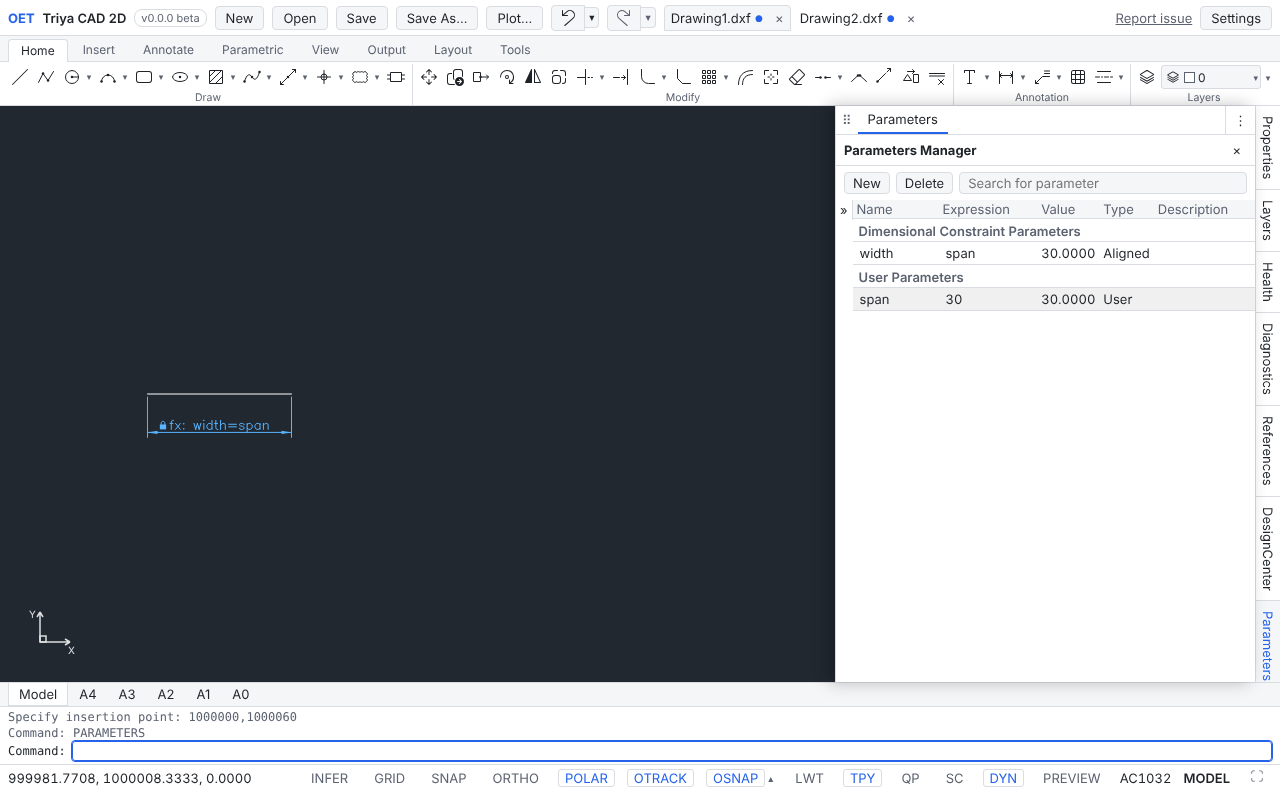 OET Triya CAD 2D v0.0.0 beta New Open Save Save As... Plot... Drawing1.dxf × Drawing2.dxf × Report issue Settings
Home Insert Annotate Parametric View Output Layout Tools
0
Draw Modify Annotation Layers
Parameters
Parameters Manager ×
New Delete Search for parameter
» Name Expression Value Type Description
Dimensional Constraint Parameters
width span 30.0000 Aligned
User Parameters
span 30 30.0000 User
Properties
Layers
Health
Diagnostics
References
DesignCenter
Parameters
fx: width=span
Y
X
Model A4 A3 A2 A1 A0
Specify insertion point: 1000000,1000060
Command: PARAMETERS
Command:
999981.7708, 1000008.3333, 0.0000 INFER GRID SNAP ORTHO POLAR OTRACK OSNAP LWT TPY QP SC DYN PREVIEW AC1032 MODEL